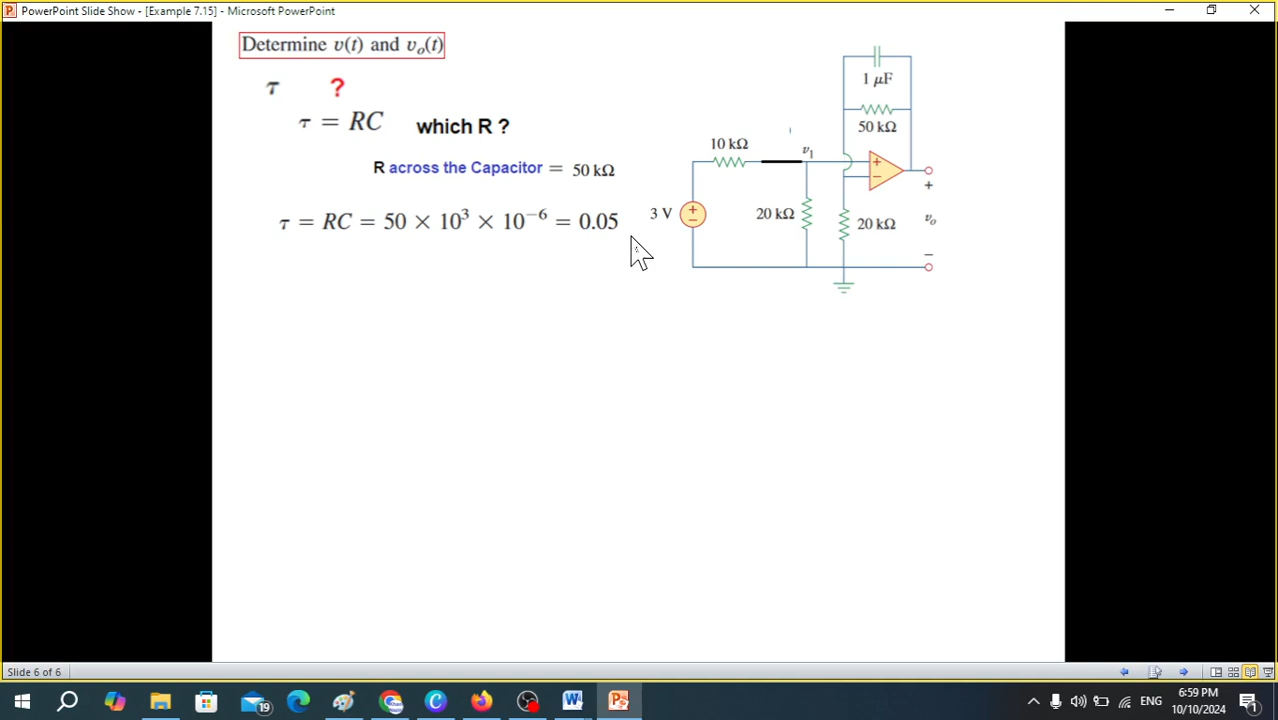 PowerPoint Slide Show - [Example 7.15] - Microsoft PowerPoint
Determine v(t) and vₒ(t)
τ ?
τ = RC which R ?
R across the Capacitor = 50 kΩ
τ = RC = 50 × 10³ × 10⁻⁶ = 0.05
1 μF
50 kΩ
10 kΩ
v₁
+
−
+
3 V
+
−
20 kΩ
20 kΩ
vₒ
−
Slide 6 of 6
19
ENG
6:59 PM
10/10/2024
1